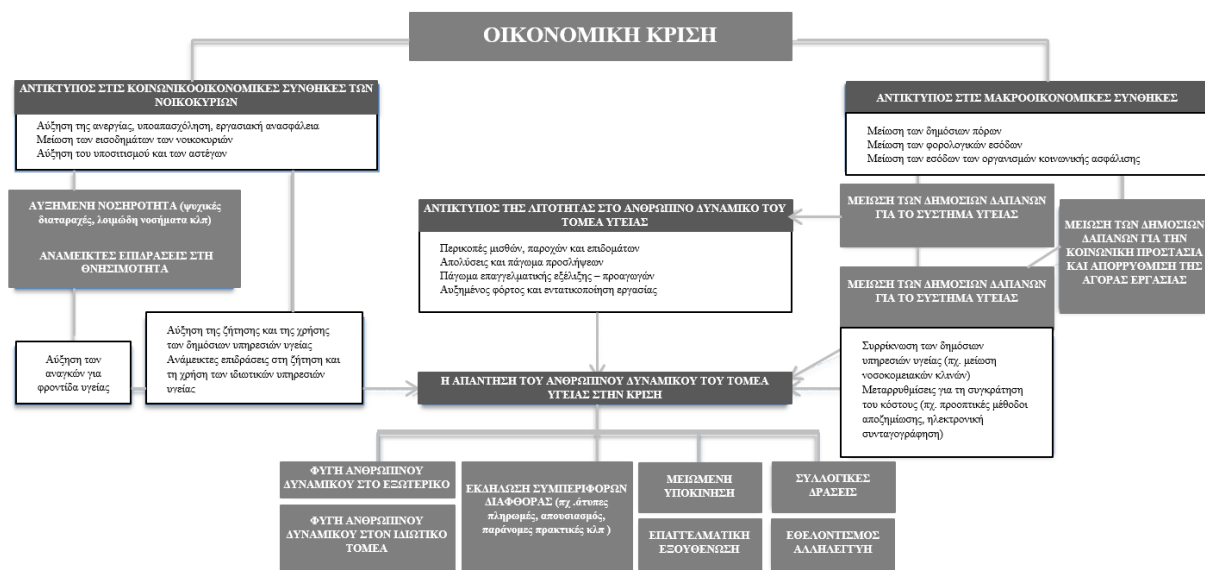 ΟΙΚΟΝΟΜΙΚΗ ΚΡΙΣΗ
ΑΝΤΙΚΤΥΠΟΣ ΣΤΙΣ ΚΟΙΝΩΝΙΚΟΟΙΚΟΝΟΜΙΚΕΣ ΣΥΝΘΗΚΕΣ ΤΩΝ
ΝΟΙΚΟΚΥΡΙΩΝ
Αύξηση της ανεργίας, υποαπασχόληση, εργασιακή ανασφάλεια
Μείωση των εισοδημάτων των νοικοκυριών
Αύξηση του υποσιτισμού και των αστέγων
ΑΝΤΙΚΤΥΠΟΣ ΣΤΙΣ ΜΑΚΡΟΟΙΚΟΝΟΜΙΚΕΣ ΣΥΝΘΗΚΕΣ
Μείωση των δημόσιων πόρων
Μείωση των φορολογικών εσόδων
Μείωση των εσόδων των οργανισμών κοινωνικής ασφάλισης
ΑΥΞΗΜΕΝΗ ΝΟΣΗΡΟΤΗΤΑ (ψυχικές
διαταραχές, λοιμώδη νοσήματα κλπ)
ΑΝΑΜΕΙΚΤΕΣ ΕΠΙΔΡΑΣΕΙΣ ΣΤΗ
ΘΝΗΣΙΜΟΤΗΤΑ
ΑΝΤΙΚΤΥΠΟΣ ΤΗΣ ΛΙΤΟΤΗΤΑΣ ΣΤΟ ΑΝΘΡΩΠΙΝΟ ΔΥΝΑΜΙΚΟ ΤΟΥ
ΤΟΜΕΑ ΥΓΕΙΑΣ
Περικοπές μισθών, παροχών και επιδομάτων
Απολύσεις και πάγωμα προσλήψεων
Πάγωμα επαγγελματικής εξέλιξης – προαγωγών
Αυξημένος φόρτος και εντατικοποίηση εργασίας
ΜΕΙΩΣΗ ΤΩΝ ΔΗΜΟΣΙΩΝ ΔΑΠΑΝΩΝ
ΓΙΑ ΤΟ ΣΥΣΤΗΜΑ ΥΓΕΙΑΣ
ΜΕΙΩΣΗ ΤΩΝ ΔΗΜΟΣΙΩΝ
ΔΑΠΑΝΩΝ ΓΙΑ ΤΗΝ
ΚΟΙΝΩΝΙΚΗ ΠΡΟΣΤΑΣΙΑ
ΚΑΙ ΑΠΟΡΡΥΘΜΙΣΗ ΤΗΣ
ΑΓΟΡΑΣ ΕΡΓΑΣΙΑΣ
ΜΕΙΩΣΗ ΤΩΝ ΔΗΜΟΣΙΩΝ ΔΑΠΑΝΩΝ
ΓΙΑ ΤΟ ΣΥΣΤΗΜΑ ΥΓΕΙΑΣ
Συρρίκνωση των δημόσιων
υπηρεσιών υγείας (πχ. μείωση
νοσοκομειακών κλινών)
Μεταρρυθμίσεις για τη συγκράτηση
του κόστους (πχ. προοπτικές μέθοδοι
αποζημίωσης, ηλεκτρονική
συνταγογράφηση)
Αύξηση των
αναγκών για
φροντίδα υγείας
Αύξηση της ζήτησης και της χρήσης
των δημόσιων υπηρεσιών υγείας
Ανάμεικτες επιδράσεις στη ζήτηση και
τη χρήση των ιδιωτικών υπηρεσιών
υγείας
Η ΑΠΑΝΤΗΣΗ ΤΟΥ ΑΝΘΡΩΠΙΝΟΥ ΔΥΝΑΜΙΚΟΥ ΤΟΥ ΤΟΜΕΑ
ΥΓΕΙΑΣ ΣΤΗΝ ΚΡΙΣΗ
ΦΥΓΗ ΑΝΘΡΩΠΙΝΟΥ
ΔΥΝΑΜΙΚΟΥ ΣΤΟ ΕΞΩΤΕΡΙΚΟ
ΦΥΓΗ ΑΝΘΡΩΠΙΝΟΥ
ΔΥΝΑΜΙΚΟΥ ΣΤΟΝ ΙΔΙΩΤΙΚΟ
ΤΟΜΕΑ
ΕΚΔΗΛΩΣΗ ΣΥΜΠΕΡΙΦΟΡΩΝ
ΔΙΑΦΘΟΡΑΣ (πχ .άτυπες
πληρωμές, απουσιασμός,
παράνομες πρακτικές κλπ )
ΜΕΙΩΜΕΝΗ
ΥΠΟΚΙΝΗΣΗ
ΕΠΑΓΓΕΛΜΑΤΙΚΗ
ΕΞΟΥΘΕΝΩΣΗ
ΣΥΛΛΟΓΙΚΕΣ
ΔΡΑΣΕΙΣ
ΕΘΕΛΟΝΤΙΣΜΟΣ
ΑΛΛΗΛΕΓΓΥΗ